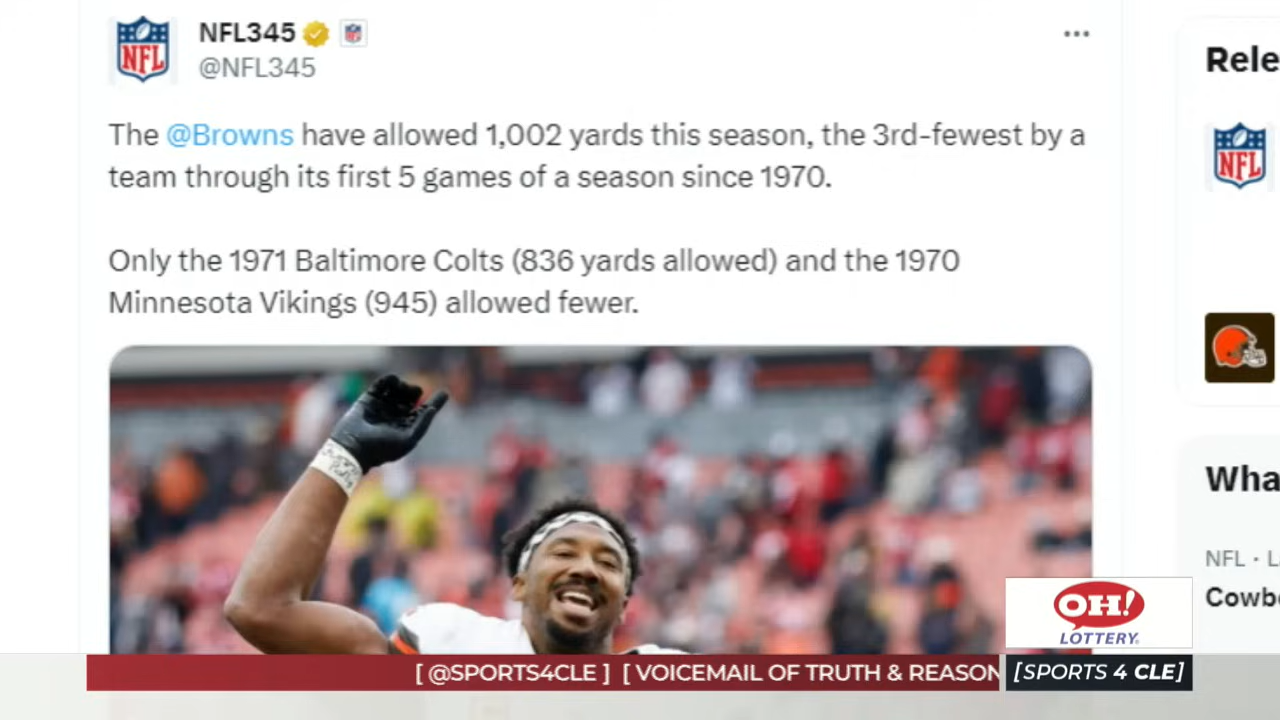 NFL345
@NFL345
The @Browns have allowed 1,002 yards this season, the 3rd-fewest by a
team through its first 5 games of a season since 1970.
Only the 1971 Baltimore Colts (836 yards allowed) and the 1970
Minnesota Vikings (945) allowed fewer.
Rele
NFL
NFL
Wha
NFL · L
Cowb
OH!
LOTTERY
[ @SPORTS4CLE ] [ VOICEMAIL OF TRUTH & REASON
[SPORTS 4 CLE]